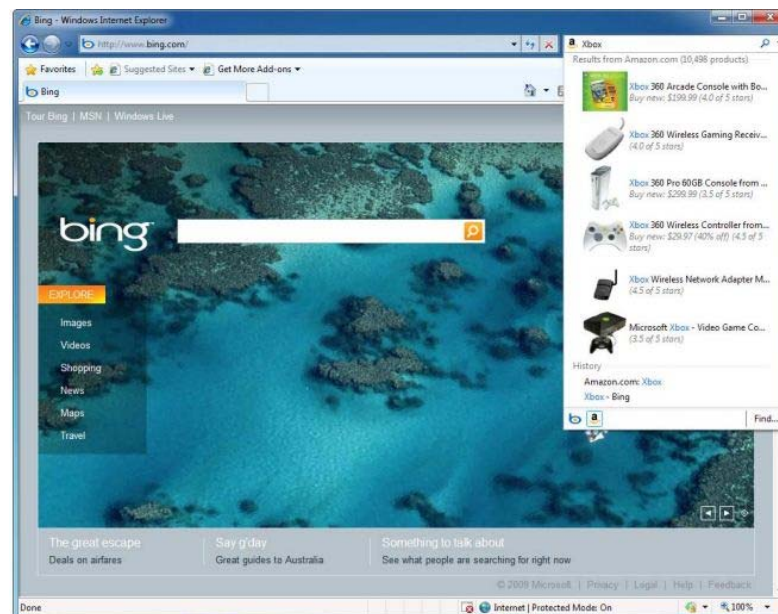 Bing - Windows Internet Explorer
http://www.bing.com/
Xbox
Favorites
Suggested Sites
Get More Add-ons
Bing
Tour Bing | MSN | Windows Live
Results from Amazon.com (10,498 products)
Xbox 360 Arcade Console with Bo...
Buy new: $199.99 (4.0 of 5 stars)
Xbox 360 Wireless Gaming Receiv...
(4.0 of 5 stars)
Xbox 360 Pro 60GB Console from ...
Buy new: $299.99 (3.5 of 5 stars)
Xbox 360 Wireless Controller from...
Buy new: $29.97 (40% off) (4.5 of 5
stars)
Xbox Wireless Network Adapter M...
(4.5 of 5 stars)
Microsoft Xbox - Video Game Co...
(3.5 of 5 stars)
History
Amazon.com: Xbox
Xbox - Bing
Find...
bing
EXPLORE
Images
Videos
Shopping
News
Maps
Travel
The great escape
Deals on airfares
Say g'day
Great guides to Australia
Something to talk about
See what people are searching for right now
© 2009 Microsoft | Privacy | Legal | Help | Feedback
Done
Internet | Protected Mode: On
100%